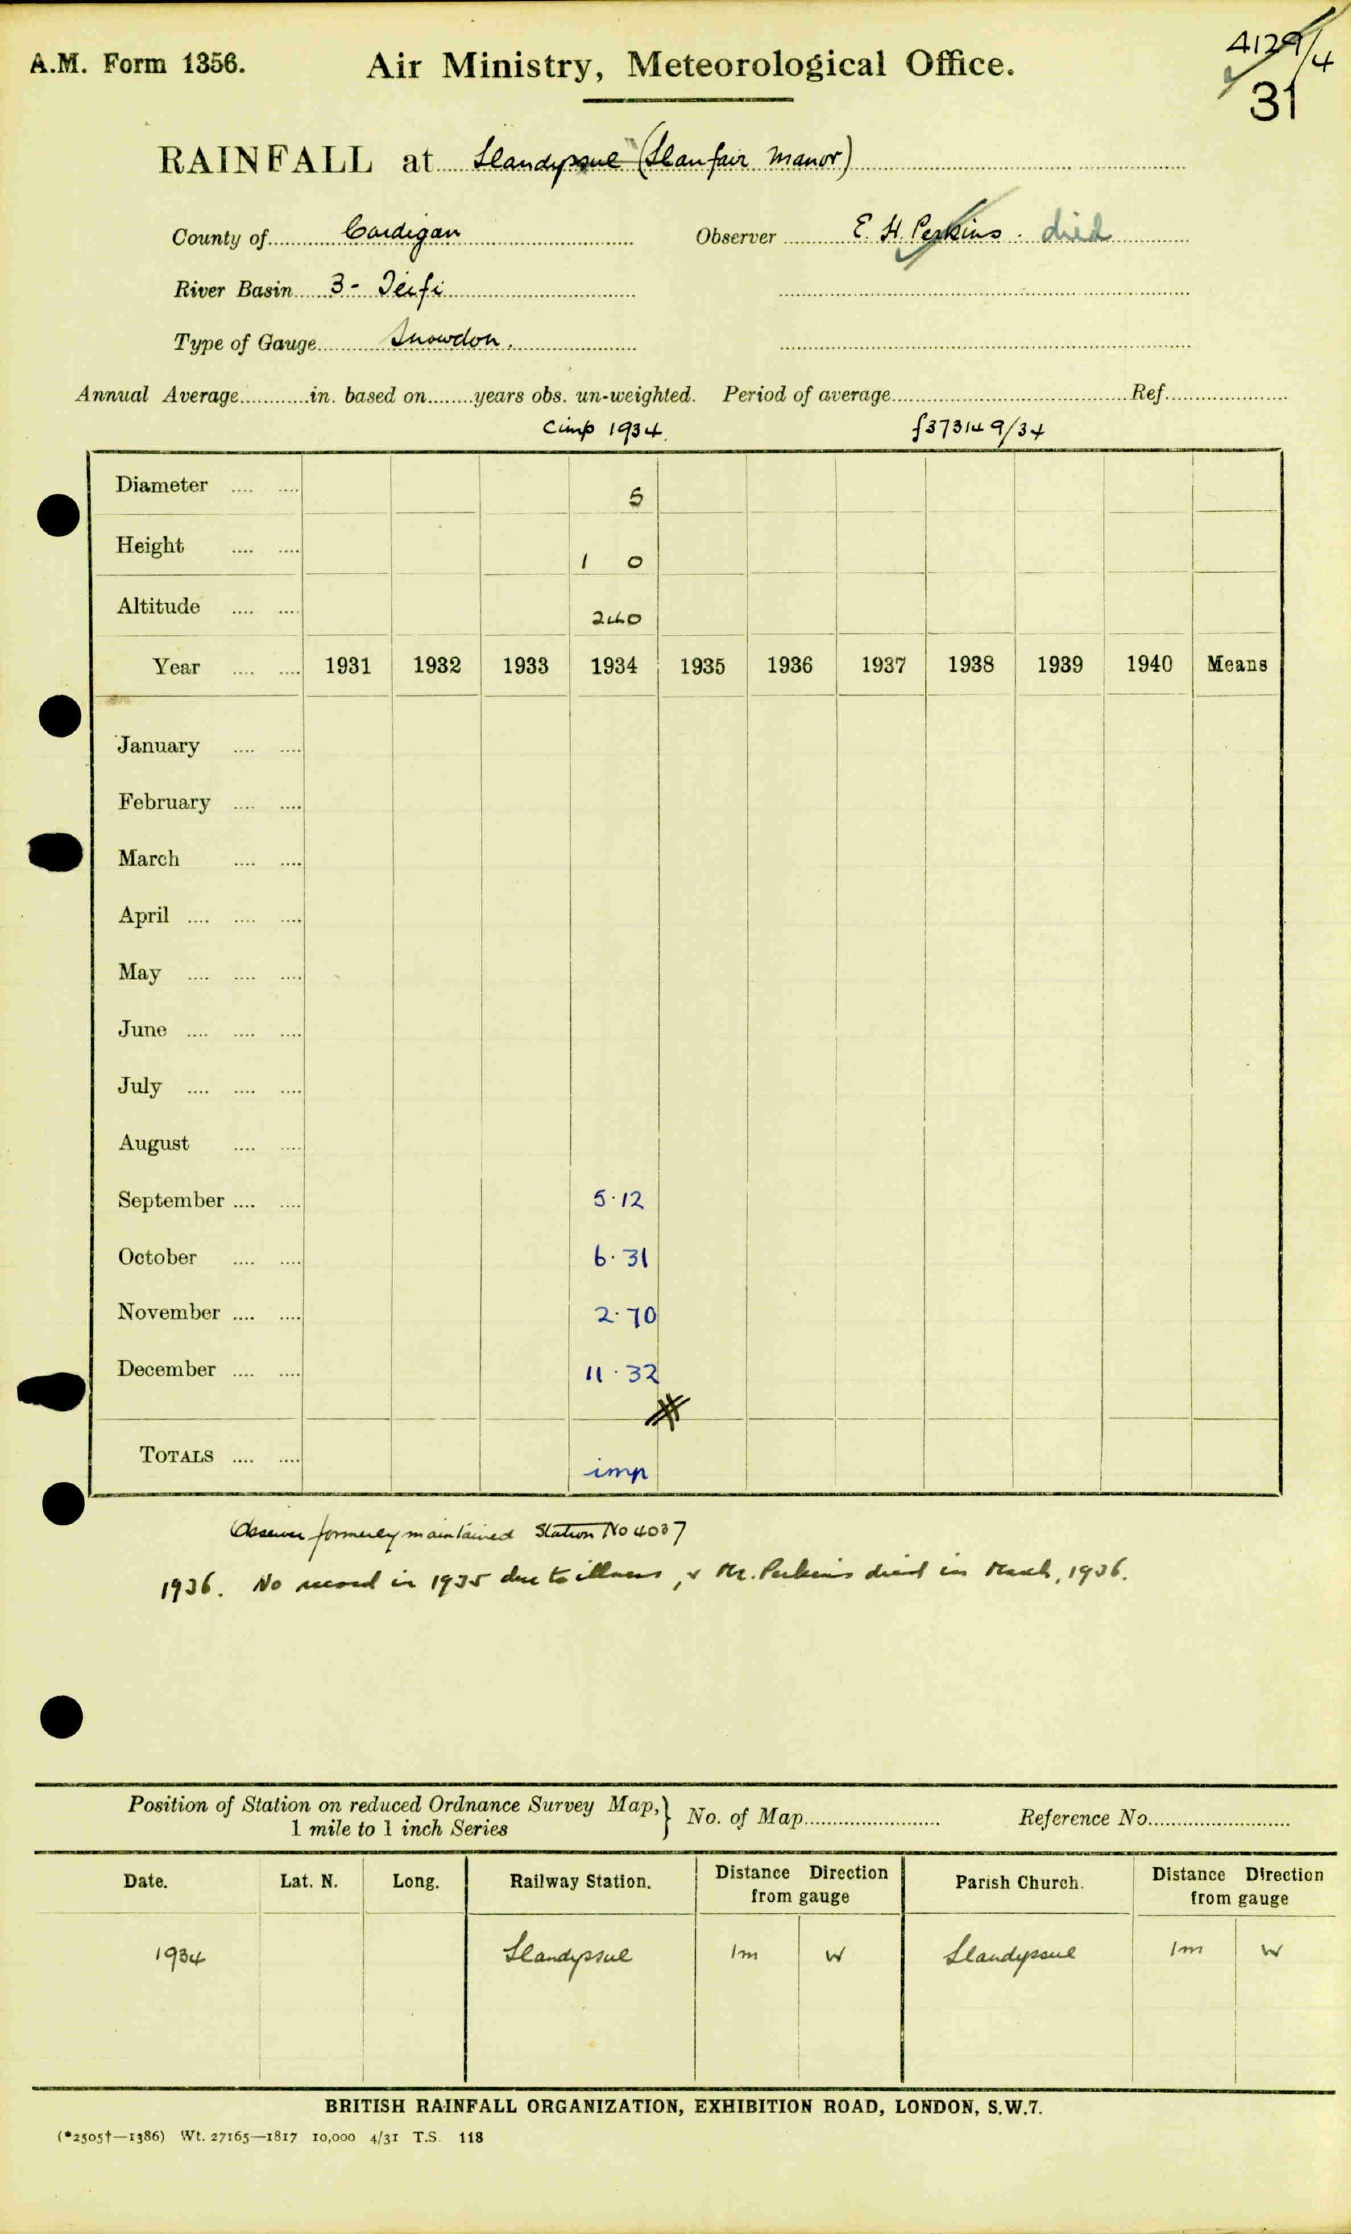 A.M. Form 1356.
Air Ministry, Meteorological Office.
4129/4
31
RAINFALL at Llandyssul (Llanfair Manor)
County of Cardigan Observer E. H. Perkins. died
River Basin 3- Teifi
Type of Gauge Snowdon.
Annual Average in. based on years obs. un-weighted. Period of average Ref.
1934. 373149/34
Diameter 5
Height 1 0
Altitude 240
Year 1931 1932 1933 1934 1935 1936 1937 1938 1939 1940 Means
January
February
March
April
May
June
July
August
September 5.12
October 6.31
November 2.70
December 11.32
TOTALS imp
Observer formerly maintained Station No 4037
1936. No record in 1935 due to illness, & Mr. Perkins died in March, 1936.
Position of Station on reduced Ordnance Survey Map,} No. of Map Reference No.
1 mile to 1 inch Series
Date. Lat. N. Long. Railway Station. Distance Direction from gauge Parish Church. Distance Direction from gauge
1934 Llandyssul 1m W Llandyssul 1m W
BRITISH RAINFALL ORGANIZATION, EXHIBITION ROAD, LONDON, S.W.7.
(*2505†—1386) Wt. 27165—1817 10,000 4/31 T.S. 118